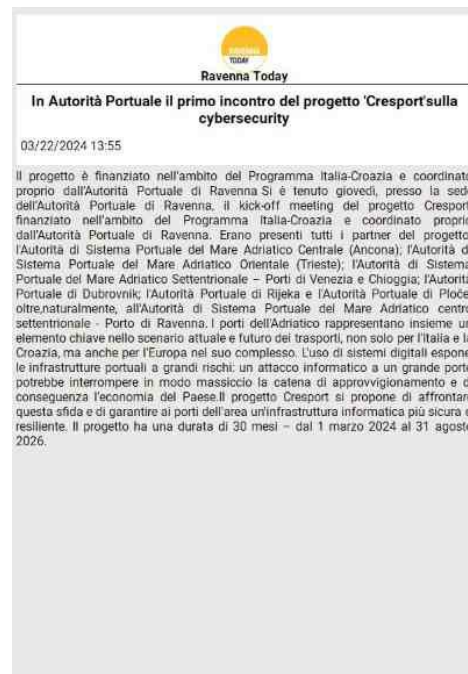 RAVENNA
TODAY
Ravenna Today
In Autorità Portuale il primo incontro del progetto 'Cresport'sulla
cybersecurity
03/22/2024 13:55
Il progetto è finanziato nell'ambito del Programma Italia-Croazia e coordinato
proprio dall'Autorità Portuale di Ravenna.Si è tenuto giovedì, presso la sede
dell'Autorità Portuale di Ravenna, il kick-off meeting del progetto Cresport
finanziato nell'ambito del Programma Italia-Croazia e coordinato proprio
dall'Autorità Portuale di Ravenna. Erano presenti tutti i partner del progetto:
l'Autorità di Sistema Portuale del Mare Adriatico Centrale (Ancona); l'Autorità d
Sistema Portuale del Mare Adriatico Orientale (Trieste); l'Autorità di Sistema
Portuale del Mare Adriatico Settentrionale – Porti di Venezia e Chioggia; l'Autorità
Portuale di Dubrovnik; l'Autorità Portuale di Rijeka e l'Autorità Portuale di Ploče,
oltre,naturalmente, all'Autorità di Sistema Portuale del Mare Adriatico centro
settentrionale - Porto di Ravenna. I porti dell'Adriatico rappresentano insieme un
elemento chiave nello scenario attuale e futuro dei trasporti, non solo per l'Italia e la
Croazia, ma anche per l'Europa nel suo complesso. L'uso di sistemi digitali espone
le infrastrutture portuali a grandi rischi: un attacco informatico a un grande porto
potrebbe interrompere in modo massiccio la catena di approvvigionamento e d
conseguenza l'economia del Paese.Il progetto Cresport si propone di affrontare
questa sfida e di garantire ai porti dell'area un'infrastruttura informatica più sicura e
resiliente. Il progetto ha una durata di 30 mesi – dal 1 marzo 2024 al 31 agosto
2026.